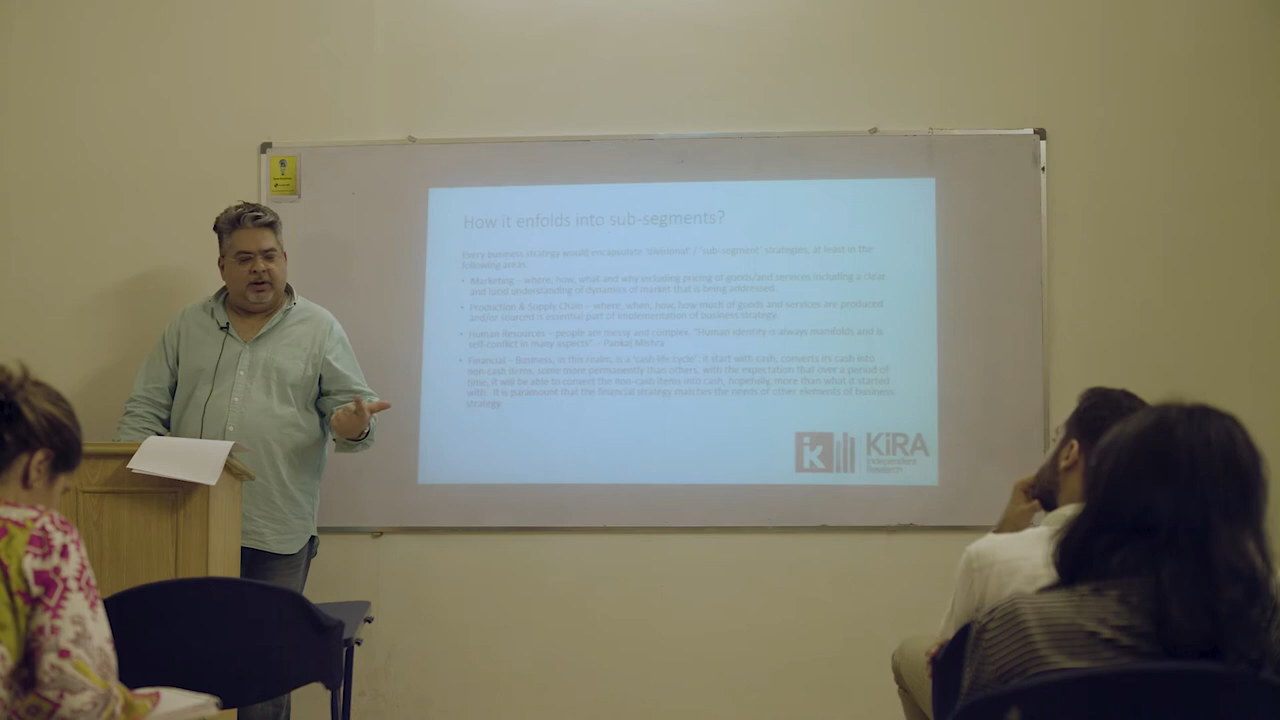 How it enfolds into sub-segments?
Every business strategy would encapsulate / 'sub-segment' strategies, at least in the
following areas:
• Marketing – where, how, what and why including pricing of goods/and services including a clear
and understanding of dynamics of market that is being addressed.
• Production & Supply Chain – where, when, how, how much of goods and services are produced
and/or sourced is essential part of implementation of business strategy.
• Human Resources – people are messy and complex. "Human identity is always manifolds and is
self-conflict in many aspects" - Pankaj Mishra
• Financial – Business, in this realm, is a 'cash life cycle': it start with cash, converts its cash into
non-cash items, some more permanently than others, with the expectation that over a period of
time, it will be able to convert the non-cash items into cash, hopefully, more than what it started
with. It is paramount that the financial strategy matches the needs of other elements of business
strategy
iK KiRA
Independent
Research